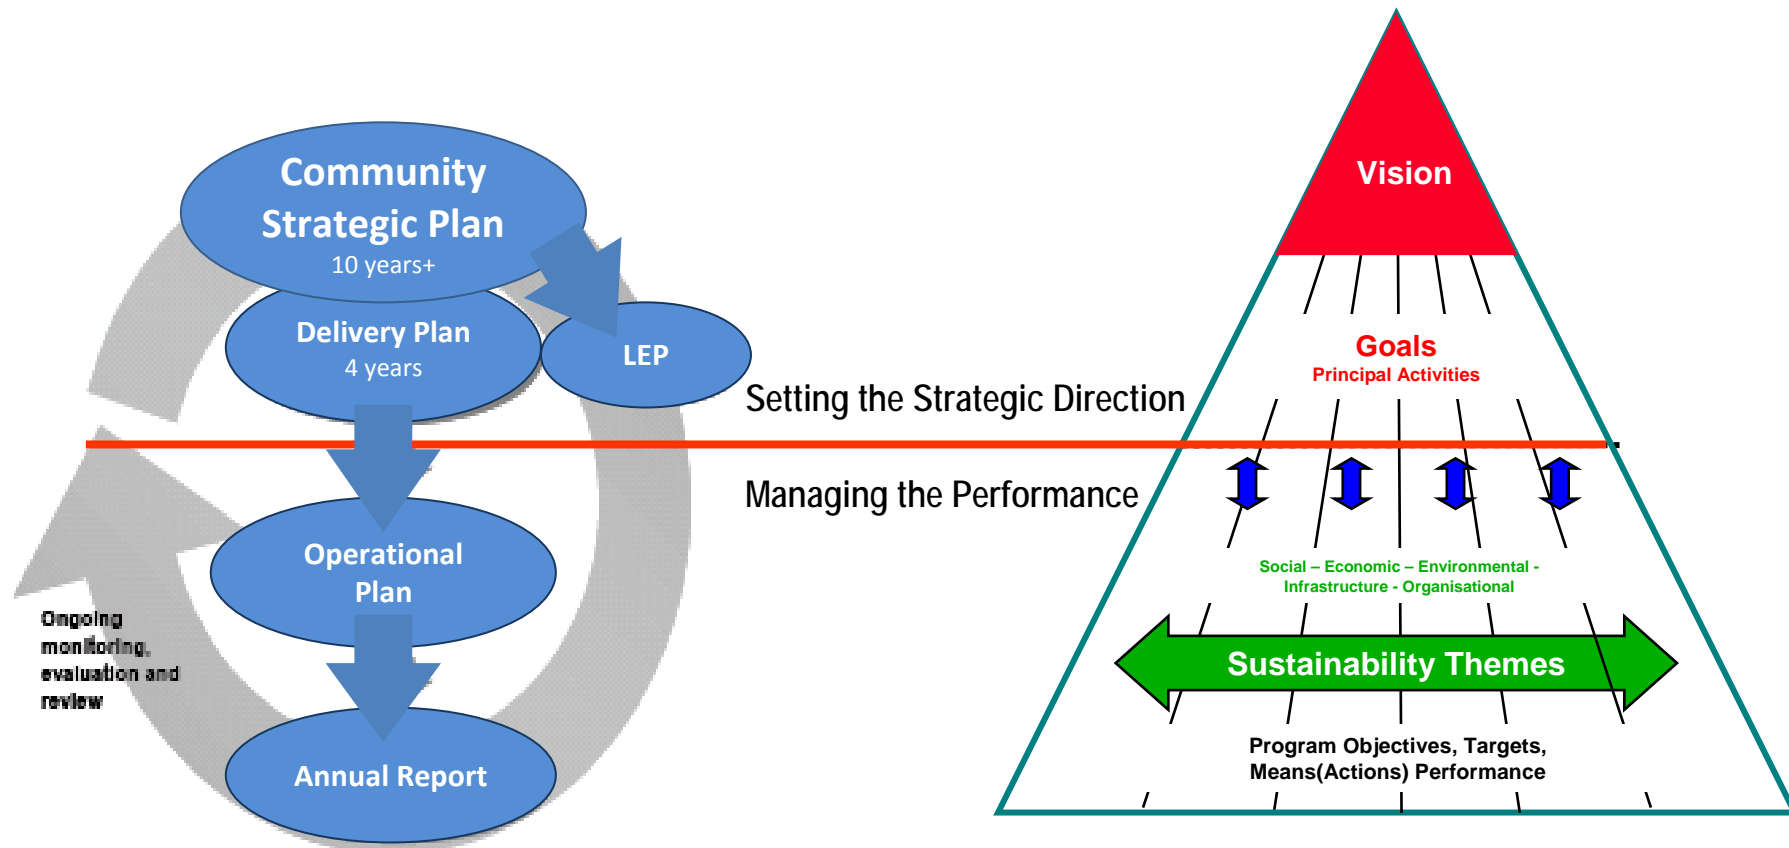 Community
Strategic Plan
10 years+
Delivery Plan
4 years
LEP
Operational
Plan
Annual Report
Ongoing
monitoring,
evaluation and
review
Setting the Strategic Direction
Managing the Performance
Vision
Goals
Principal Activities
Social – Economic – Environmental -
Infrastructure - Organisational
Sustainability Themes
Program Objectives, Targets,
Means(Actions) Performance